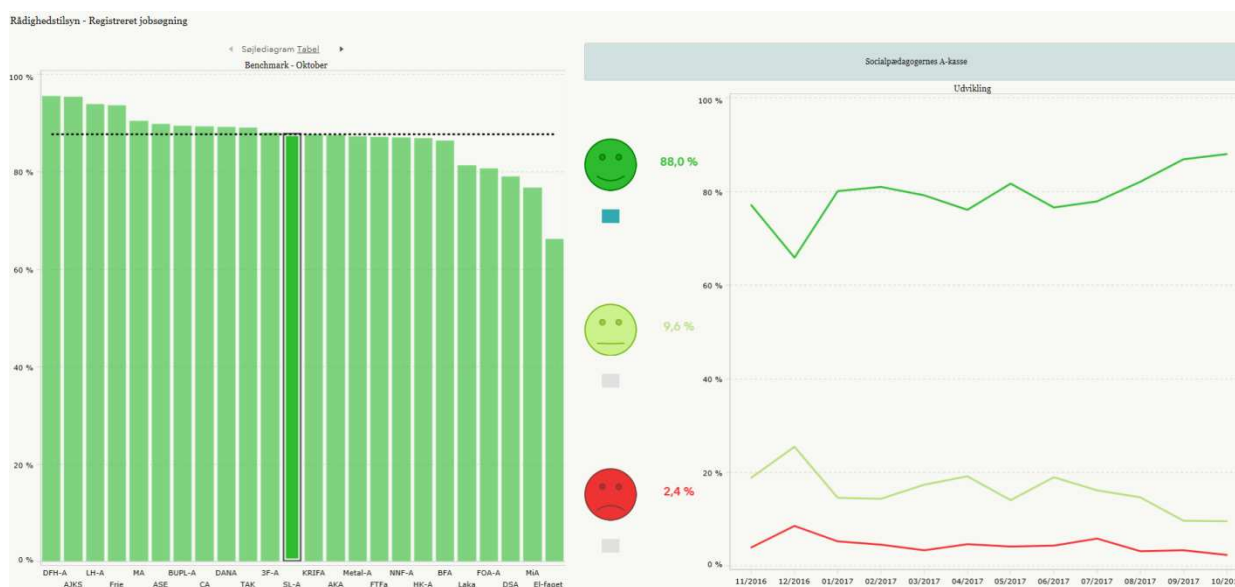 Rådighedstilsyn - Registreret jobsøgning
Søjlediagram Tabel
Benchmark - Oktober
100 %
80 %
60 %
40 %
20 %
0 %
DFH-A LH-A MA BUPL-A DANA 3F-A KRIFA Metal-A NNF-A BFA FOA-A MiA
AJKS Frie ASE CA TAK SL-A AKA FTFa HK-A Laka DSA El-faget
Socialpædagogernes A-kasse
Udvikling
88,0 %
9,6 %
2,4 %
100 %
80 %
60 %
40 %
20 %
0 %
11/2016 12/2016 01/2017 02/2017 03/2017 04/2017 05/2017 06/2017 07/2017 08/2017 09/2017 10/20